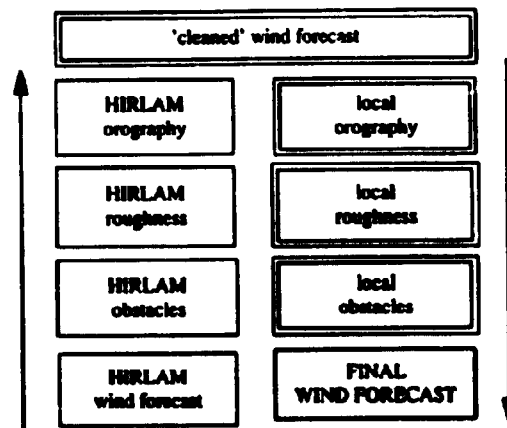 'cleaned' wind forecast
HIRLAM
orography
local
orography
HIRLAM
roughness
local
roughness
HIRLAM
obstacles
local
obstacles
HIRLAM
wind forecast
FINAL
WIND FORECAST